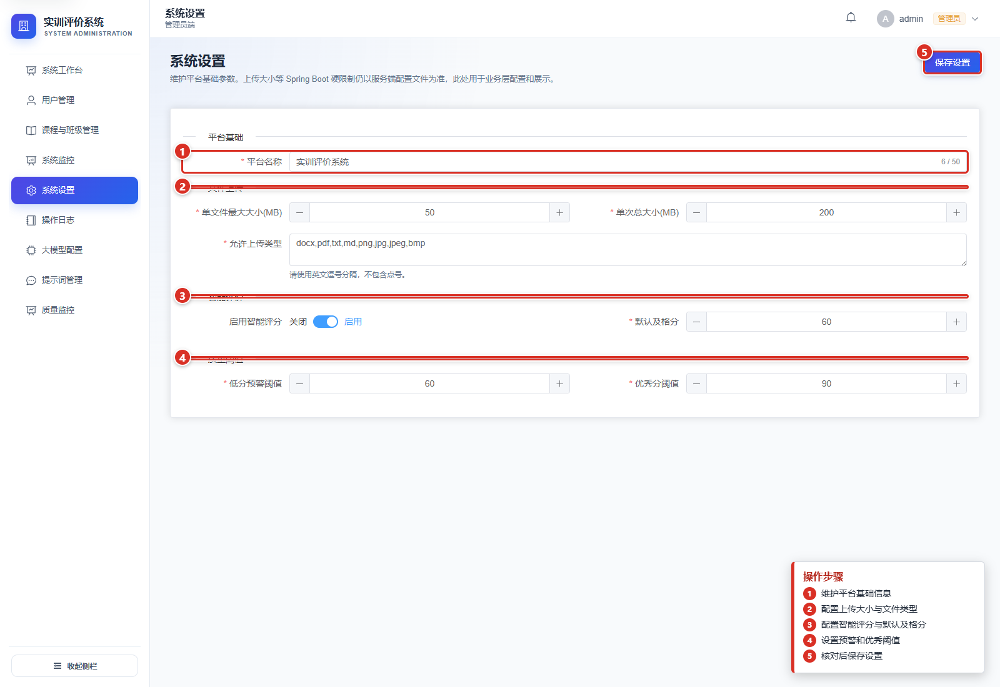 实训评价系统
SYSTEM ADMINISTRATION
系统工作台
用户管理
课程与班级管理
系统监控
系统设置
操作日志
大模型配置
提示词管理
质量监控
收起侧栏
系统设置
管理员端
A admin 管理员
系统设置
维护平台基础参数。上传大小等 Spring Boot 硬限制仍以服务端配置文件为准，此处用于业务层配置和展示。
5 保存设置
平台基础
1
* 平台名称 实训评价系统 6 / 50
2
* 单文件最大大小(MB) 50 * 单次总大小(MB) 200
* 允许上传类型 docx,pdf,txt,md,png,jpg,jpeg,bmp
请使用英文逗号分隔，不包含点号。
3
启用智能评分 关闭 启用 * 默认及格分 60
4
* 低分预警阈值 60 * 优秀分阈值 90
操作步骤
1 维护平台基础信息
2 配置上传大小与文件类型
3 配置智能评分与默认及格分
4 设置预警和优秀阈值
5 核对后保存设置